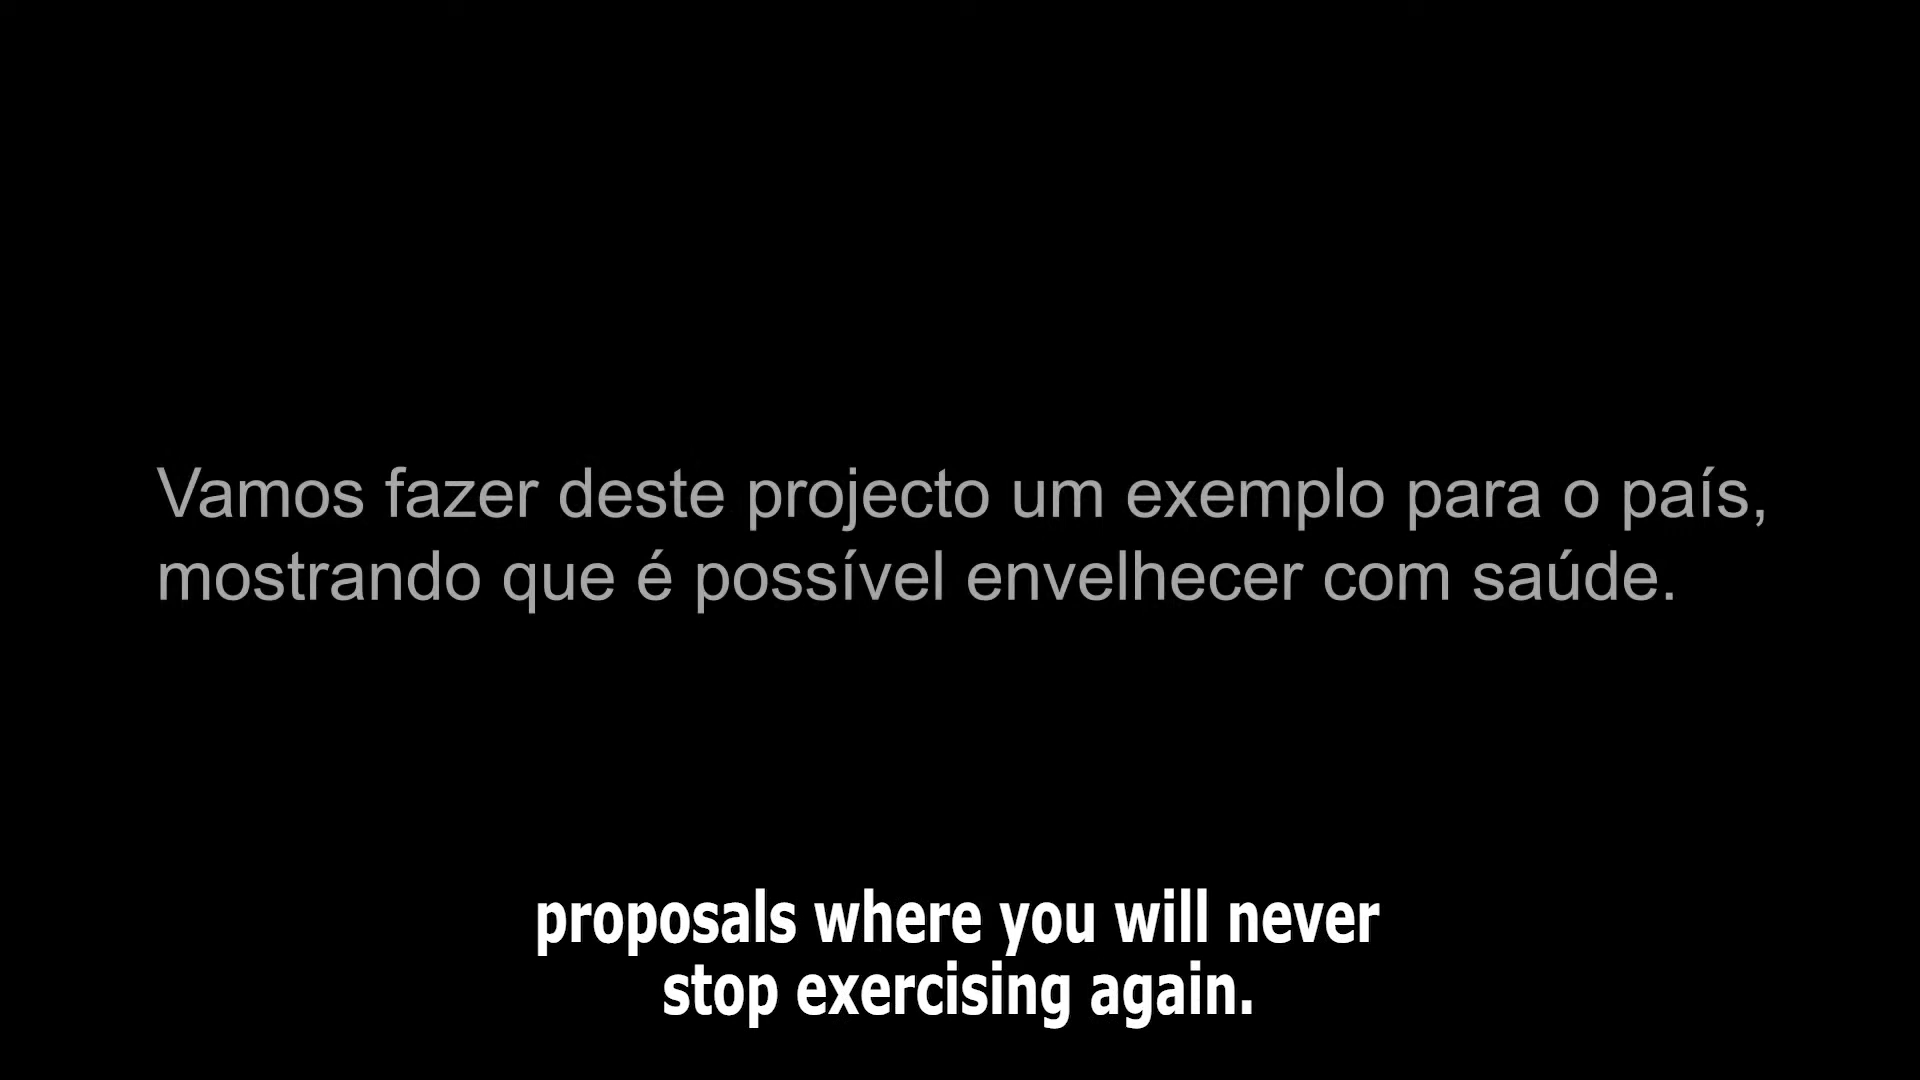 Vamos fazer deste projecto um exemplo para o país,
mostrando que é possível envelhecer com saúde.
proposals where you will never
stop exercising again.